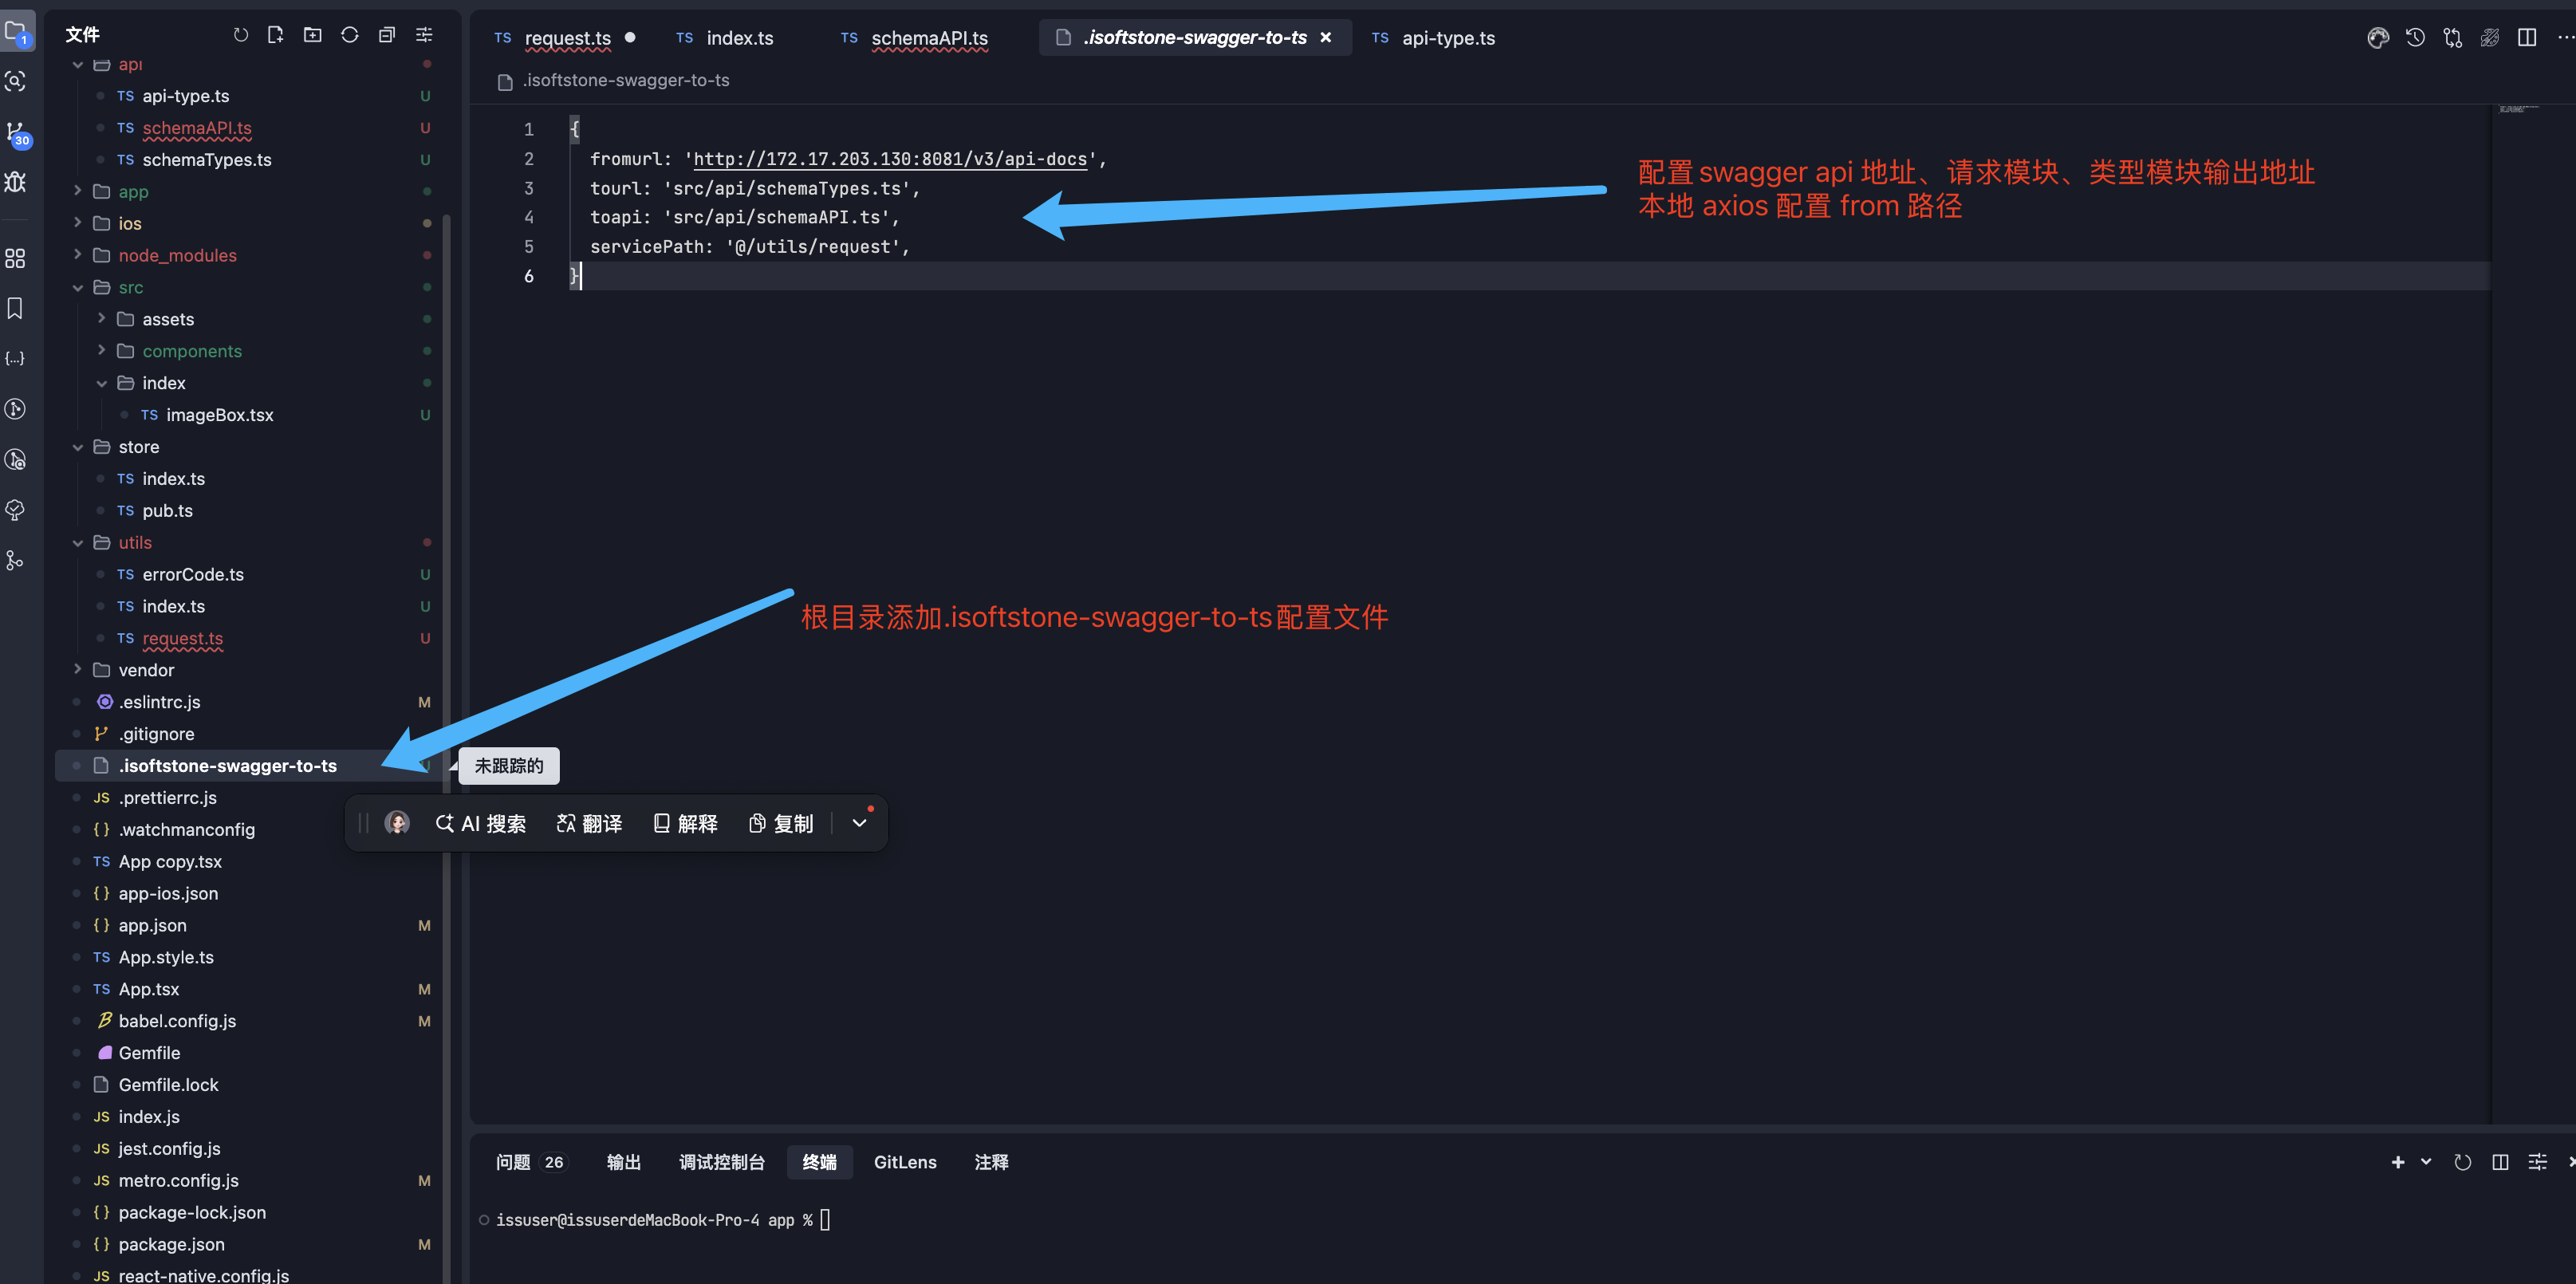 文件
api
TS api-type.ts U
TS schemaAPI.ts U
TS schemaTypes.ts U
app
ios
node_modules
src
assets
components
index
TS imageBox.tsx U
store
TS index.ts
TS pub.ts
utils
TS errorCode.ts U
TS index.ts U
TS request.ts U
vendor
.eslintrc.js M
.gitignore
.isoftstone-swagger-to-ts U
JS .prettierrc.js
{ } .watchmanconfig
TS App copy.tsx
{ } app-ios.json
{ } app.json M
TS App.style.ts
TS App.tsx M
babel.config.js M
Gemfile
Gemfile.lock
JS index.js
JS jest.config.js
JS metro.config.js M
{ } package-lock.json
{ } package.json M
JS react-native.config.js
1
30
{...}
TS request.ts
TS index.ts
TS schemaAPI.ts
.isoftstone-swagger-to-ts
TS api-type.ts
.isoftstone-swagger-to-ts
1 {
2 fromurl: 'http://172.17.203.130:8081/v3/api-docs',
3 tourl: 'src/api/schemaTypes.ts',
4 toapi: 'src/api/schemaAPI.ts',
5 servicePath: '@/utils/request',
6 }
配置 swagger api 地址、请求模块、类型模块输出地址
本地 axios 配置 from 路径
根目录添加.isoftstone-swagger-to-ts配置文件
未跟踪的
AI 搜索 翻译 解释 复制
问题 26 输出 调试控制台 终端 GitLens 注释
issuser@issuserdeMacBook-Pro-4 app %